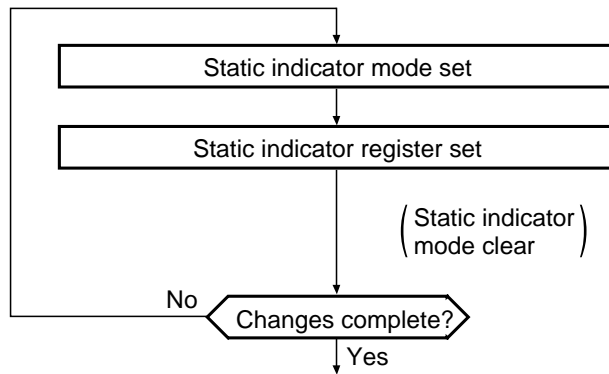 Static indicator mode set
Static indicator register set
(Static indicator
mode clear)
No
Changes complete?
Yes